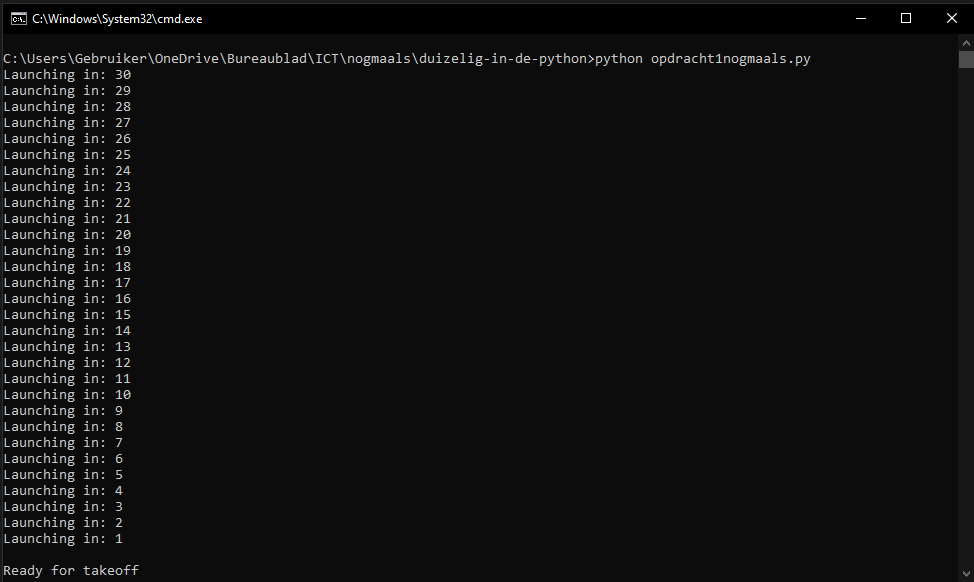 C:\Windows\System32\cmd.exe
C:\Users\Gebruiker\OneDrive\Bureaublad\ICT\nogmaals\duizelig-in-de-python>python opdracht1nogmaals.py
Launching in: 30
Launching in: 29
Launching in: 28
Launching in: 27
Launching in: 26
Launching in: 25
Launching in: 24
Launching in: 23
Launching in: 22
Launching in: 21
Launching in: 20
Launching in: 19
Launching in: 18
Launching in: 17
Launching in: 16
Launching in: 15
Launching in: 14
Launching in: 13
Launching in: 12
Launching in: 11
Launching in: 10
Launching in: 9
Launching in: 8
Launching in: 7
Launching in: 6
Launching in: 5
Launching in: 4
Launching in: 3
Launching in: 2
Launching in: 1
Ready for takeoff